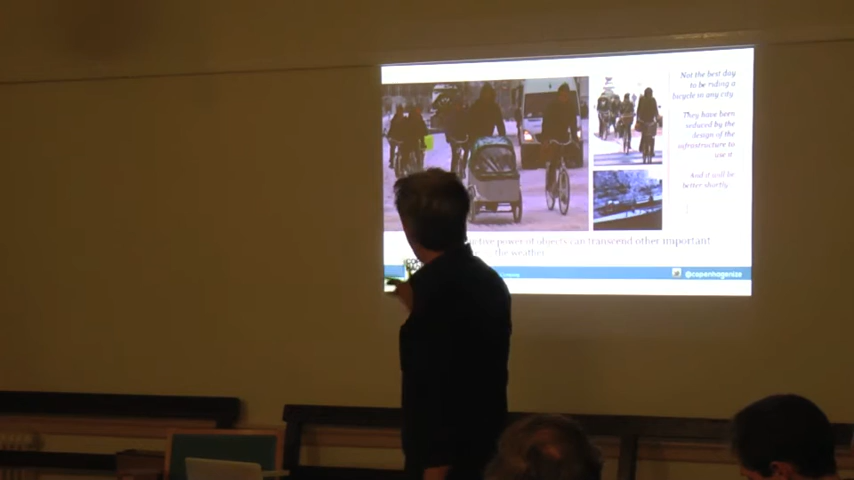 Not the best day
to be riding a
bicycle in any city.
They have been
seduced by the
design of the
infrastructure to
use it.
And it will be
better shortly.
power of objects can transcend other important
the weather
@copenhagenize